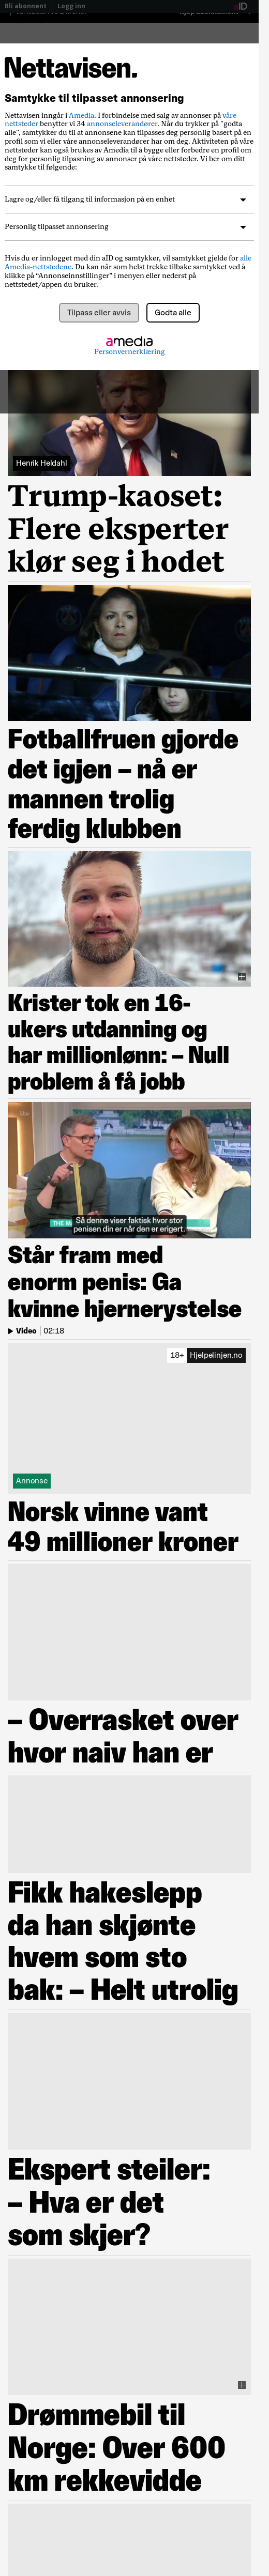 Bli abonnent | Logg inn
aID
Nettavisen.
Samtykke til tilpasset annonsering
Nettavisen inngår i Amedia. I forbindelse med salg av annonser på våre
nettsteder benytter vi 34 annonseleverandører. Når du trykker på "godta
alle", samtykker du til at annonser kan tilpasses deg personlig basert på en
profil som vi eller våre annonseleverandører har om deg. Aktiviteten på våre
nettsteder kan også brukes av Amedia til å bygge eller forbedre en profil om
deg for personlig tilpasning av annonser på våre nettsteder. Vi ber om ditt
samtykke til følgende:
Lagre og/eller få tilgang til informasjon på en enhet
Personlig tilpasset annonsering
Hvis du er innlogget med din aID og samtykker, vil samtykket gjelde for alle
Amedia-nettstedene. Du kan når som helst trekke tilbake samtykket ved å
klikke på “Annonseinnstillinger” i menyen eller nederst på
nettstedet/appen du bruker.
Tilpass eller avvis
Godta alle
amedia
Personvernerklæring
Henrik Heldahl
Trump-kaoset:
Flere eksperter
klør seg i hodet
Fotballfruen gjorde
det igjen – nå er
mannen trolig
ferdig klubben
Krister tok en 16-
ukers utdanning og
har millionlønn: – Null
problem å få jobb
itv
THE M
Så denne viser faktisk hvor stor
penisen din er når den er erigert.
Står fram med
enorm penis: Ga
kvinne hjernerystelse
Video | 02:18
18+ Hjelpelinjen.no
Annonse
Norsk vinne vant
49 millioner kroner
– Overrasket over
hvor naiv han er
Fikk hakeslepp
da han skjønte
hvem som sto
bak: – Helt utrolig
Ekspert steiler:
– Hva er det
som skjer?
Drømmebil til
Norge: Over 600
km rekkevidde